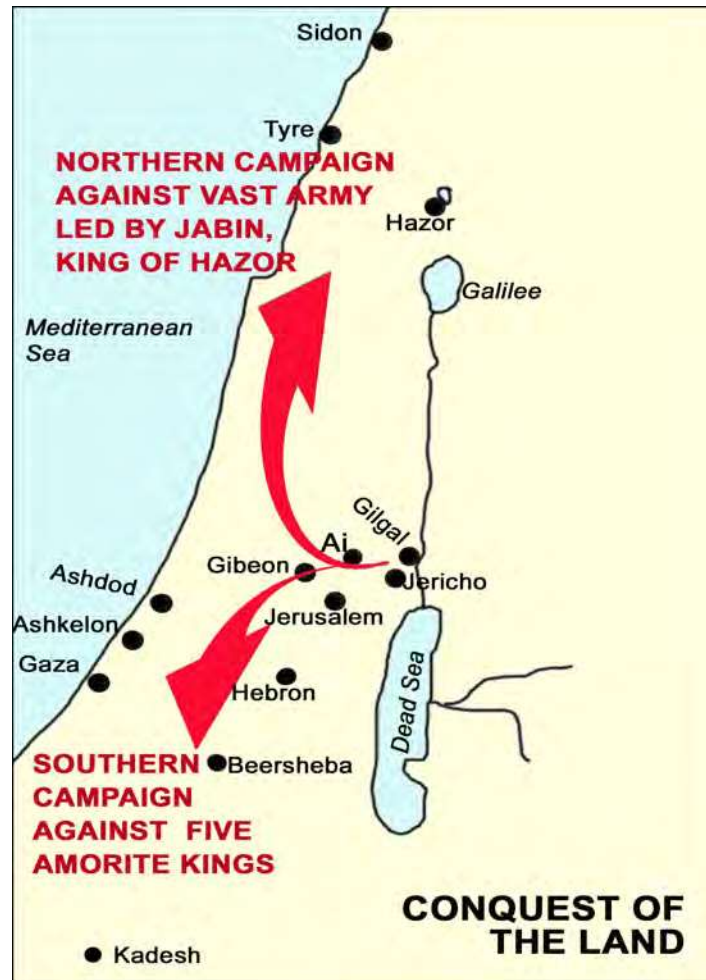 Sidon
Tyre
NORTHERN CAMPAIGN
AGAINST VAST ARMY
LED BY JABIN,
KING OF HAZOR
Hazor
Galilee
Mediterranean
Sea
Gilgal
Ai
Gibeon
Jericho
Ashdod
Jerusalem
Ashkelon
Gaza
Hebron
Dead Sea
Beersheba
SOUTHERN
CAMPAIGN
AGAINST FIVE
AMORITE KINGS
CONQUEST OF
THE LAND
Kadesh